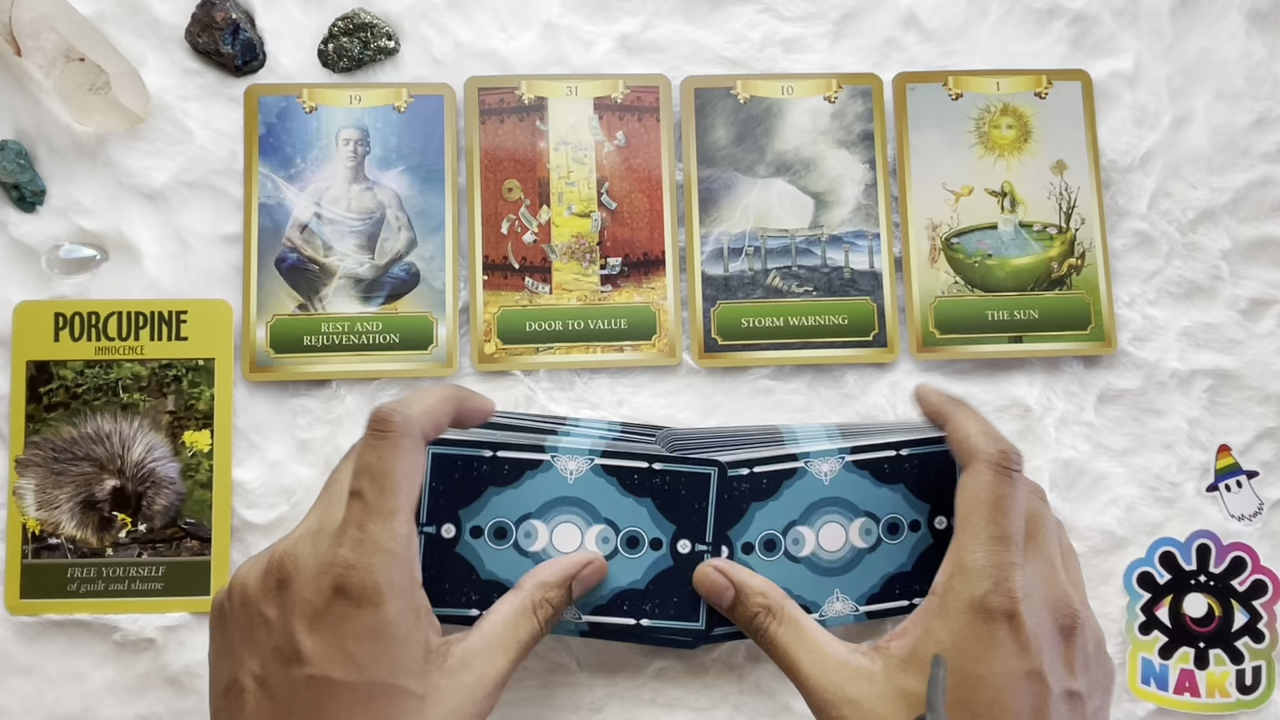 19
REST AND
REJUVENATION
31
DOOR TO VALUE
10
STORM WARNING
1
THE SUN
PORCUPINE
INNOCENCE
FREE YOURSELF
of guilt and shame
NAKU